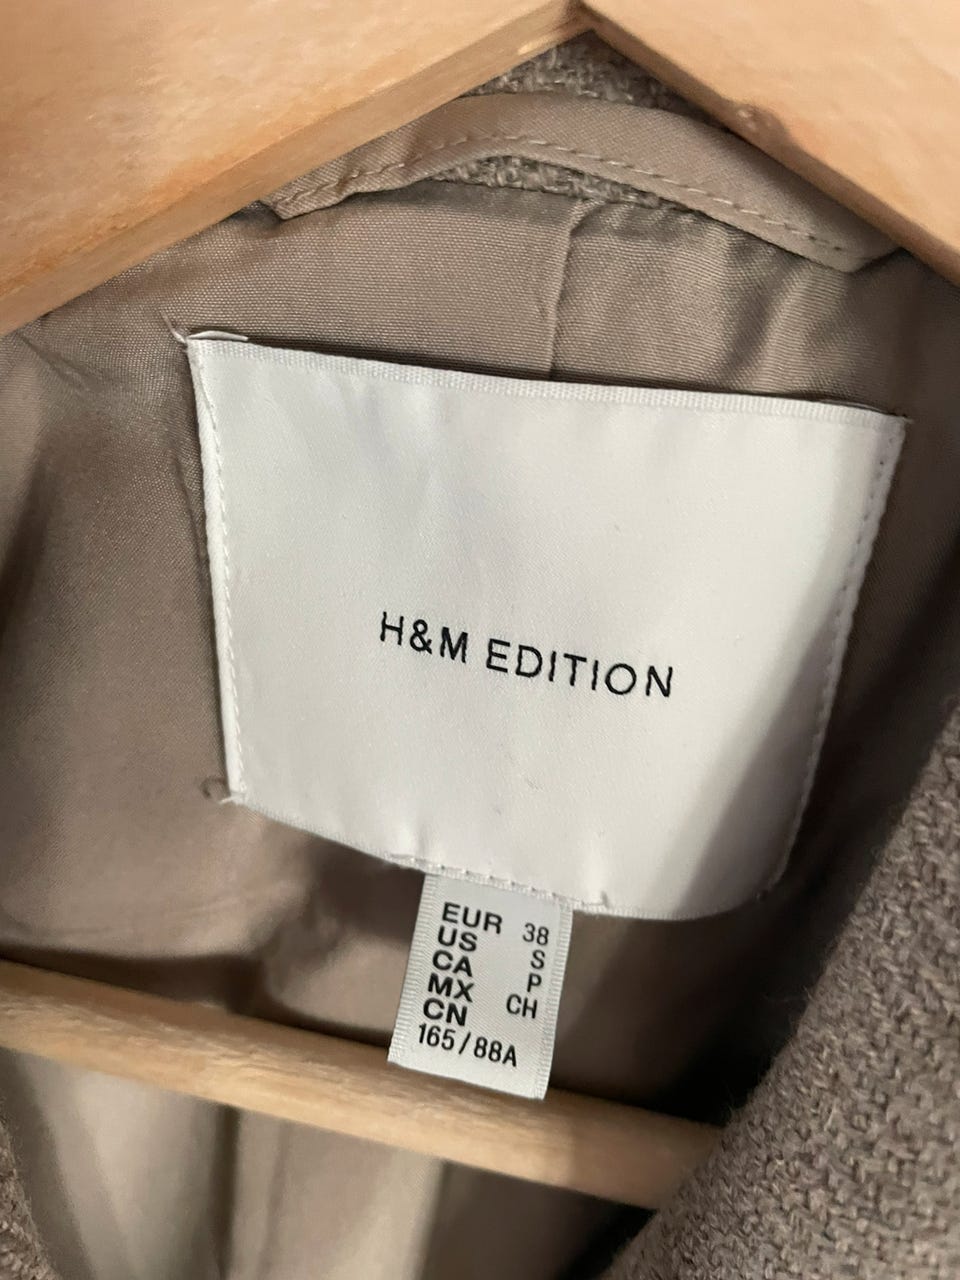 H&M EDITION
EUR 38
US S
CA P
MX CH
CN
165/88A